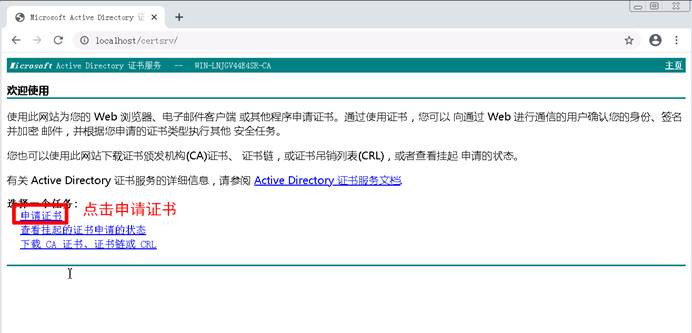 Microsoft Active Directory 证
localhost/certsrv/
Microsoft Active Directory 证书服务 -- WIN-LNJGV44E4SK-CA 主页
欢迎使用
使用此网站为您的 Web 浏览器、电子邮件客户端 或其他程序申请证书。通过使用证书，您可以 向通过 Web 进行通信的用户确认您的身份、签名
并加密 邮件，并根据您申请的证书类型执行其他 安全任务。
您也可以使用此网站下载证书颁发机构(CA)证书、 证书链，或证书吊销列表(CRL)，或者查看挂起 申请的状态。
有关 Active Directory 证书服务的详细信息，请参阅 Active Directory 证书服务文档.
选择一个任务:
申请证书 点击申请证书
查看挂起的证书申请的状态
下载 CA 证书、证书链或 CRL